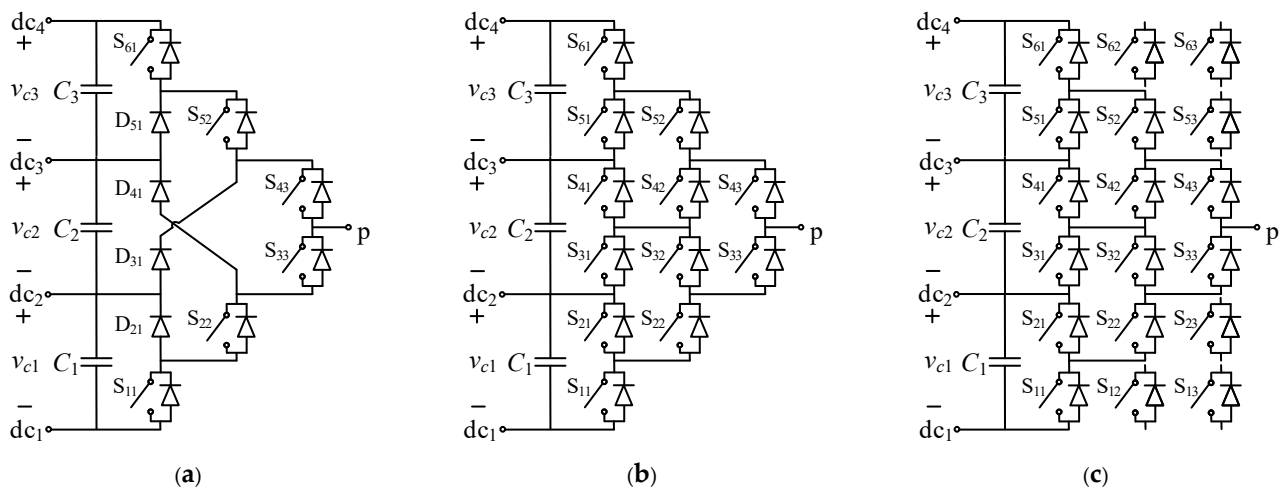 dc4
+
S61
vc3
C3
D51
S52
−
dc3
+
D41
S43
vc2
C2
p
D31
S33
−
dc2
+
D21
S22
vc1
C1
S11
−
dc1
(a)
dc4
+
S61
vc3
C3
S51
S52
−
dc3
+
S41
S42
S43
vc2
C2
p
S31
S32
S33
−
dc2
+
S21
S22
vc1
C1
S11
−
dc1
(b)
dc4
+
S61
S62
S63
vc3
C3
S51
S52
S53
−
dc3
+
S41
S42
S43
vc2
C2
p
S31
S32
S33
−
dc2
+
S21
S22
S23
vc1
C1
S11
S12
S13
−
dc1
(c)